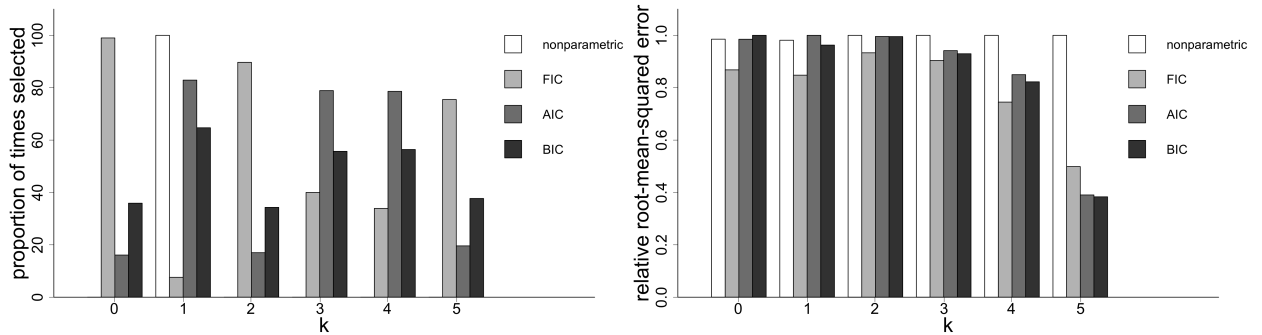 proportion of times selected
100
80
60
40
20
0
0 1 2 3 4 5
k
nonparametric
FIC
AIC
BIC
relative root-mean-squared error
1.0
0.8
0.6
0.4
0.2
0.0
0 1 2 3 4 5
k
nonparametric
FIC
AIC
BIC